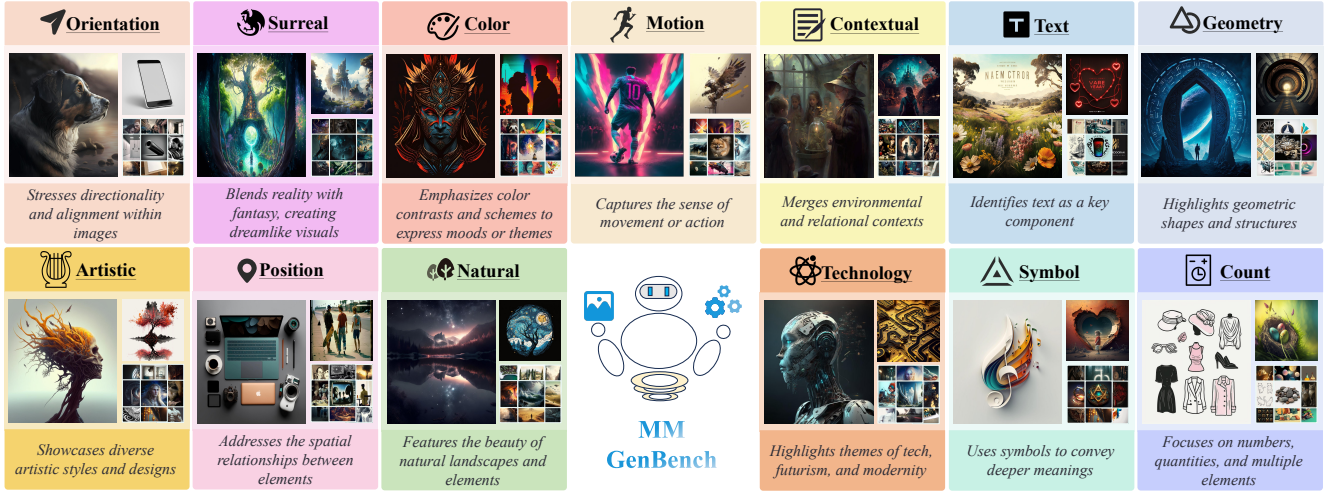 Orientation
Stresses directionality
and alignment within
images
Surreal
Blends reality with
fantasy, creating
dreamlike visuals
Color
Emphasizes color
contrasts and schemes to
express moods or themes
Motion
10
Captures the sense of
movement or action
Contextual
Merges environmental
and relational contexts
T
Text
NAEM CTROR
Identifies text as a key
component
Geometry
Highlights geometric
shapes and structures
Artistic
Showcases diverse
artistic styles and designs
Position
Addresses the spatial
relationships between
elements
Natural
Features the beauty of
natural landscapes and
elements
MM
GenBench
Technology
Highlights themes of tech,
futurism, and modernity
Symbol
Uses symbols to convey
deeper meanings
Count
Focuses on numbers,
quantities, and multiple
elements